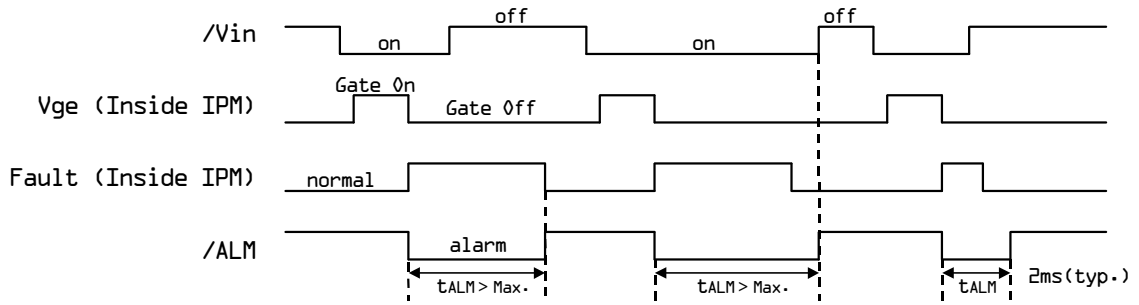 /Vin on off on off
Vge (Inside IPM) Gate On Gate Off
Fault (Inside IPM) normal
/ALM alarm
tALM > Max. tALM > Max. tALM 2ms(typ.)